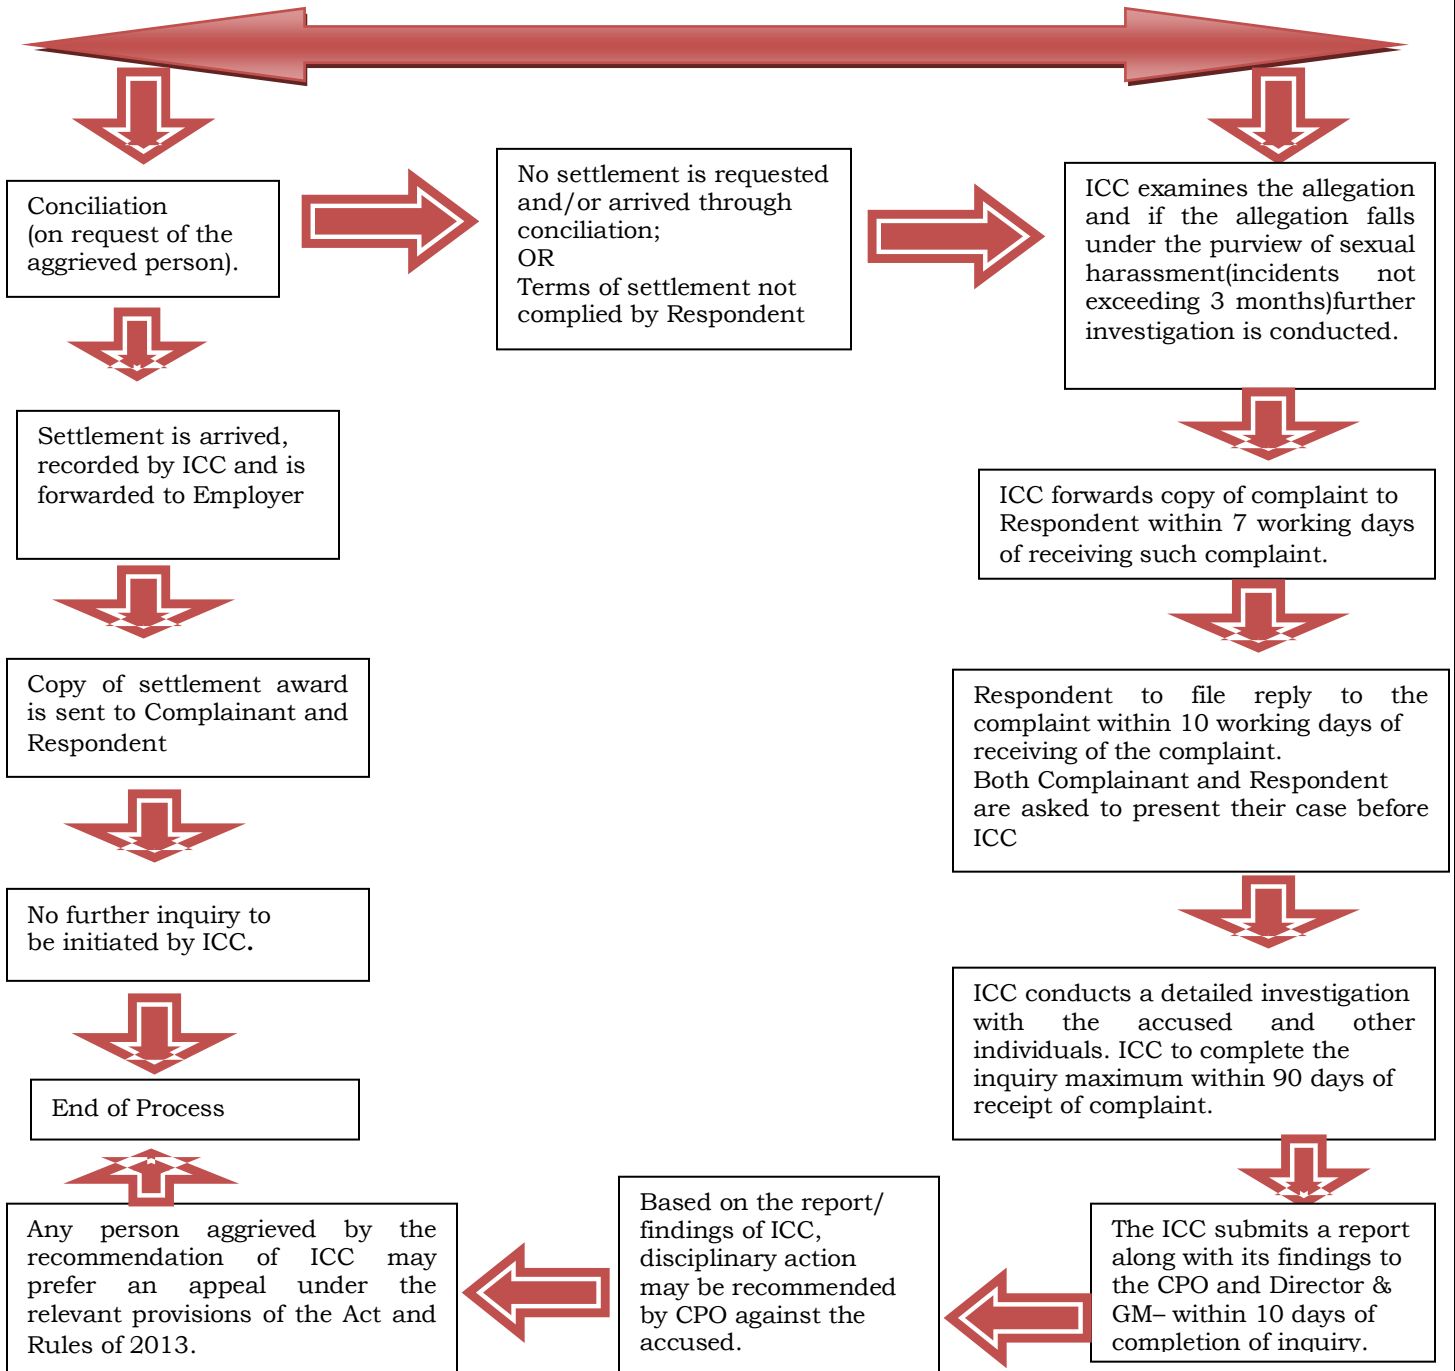 Conciliation
(on request of the
aggrieved person).
No settlement is requested
and/or arrived through
conciliation;
OR
Terms of settlement not
complied by Respondent
ICC examines the allegation
and if the allegation falls
under the purview of sexual
harassment(incidents not
exceeding 3 months)further
investigation is conducted.
Settlement is arrived,
recorded by ICC and is
forwarded to Employer
ICC forwards copy of complaint to
Respondent within 7 working days
of receiving such complaint.
Copy of settlement award
is sent to Complainant and
Respondent
Respondent to file reply to the
complaint within 10 working days of
receiving of the complaint.
Both Complainant and Respondent
are asked to present their case before
ICC
No further inquiry to
be initiated by ICC.
ICC conducts a detailed investigation
with the accused and other
individuals. ICC to complete the
inquiry maximum within 90 days of
receipt of complaint.
End of Process
Any person aggrieved by the
recommendation of ICC may
prefer an appeal under the
relevant provisions of the Act and
Rules of 2013.
Based on the report/
findings of ICC,
disciplinary action
may be recommended
by CPO against the
accused.
The ICC submits a report
along with its findings to
the CPO and Director &
GM– within 10 days of
completion of inquiry.